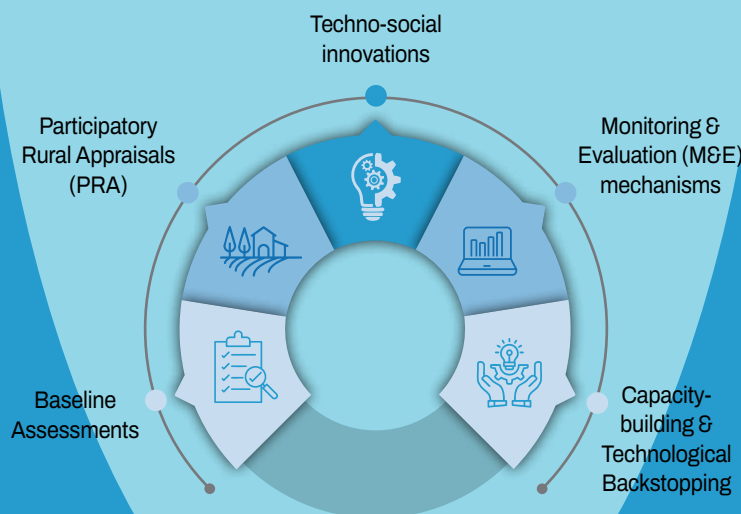 Techno-social
innovations
Participatory
Rural Appraisals
(PRA)
Monitoring &
Evaluation (M&E)
mechanisms
Baseline
Assessments
Capacity-
building &
Technological
Backstopping